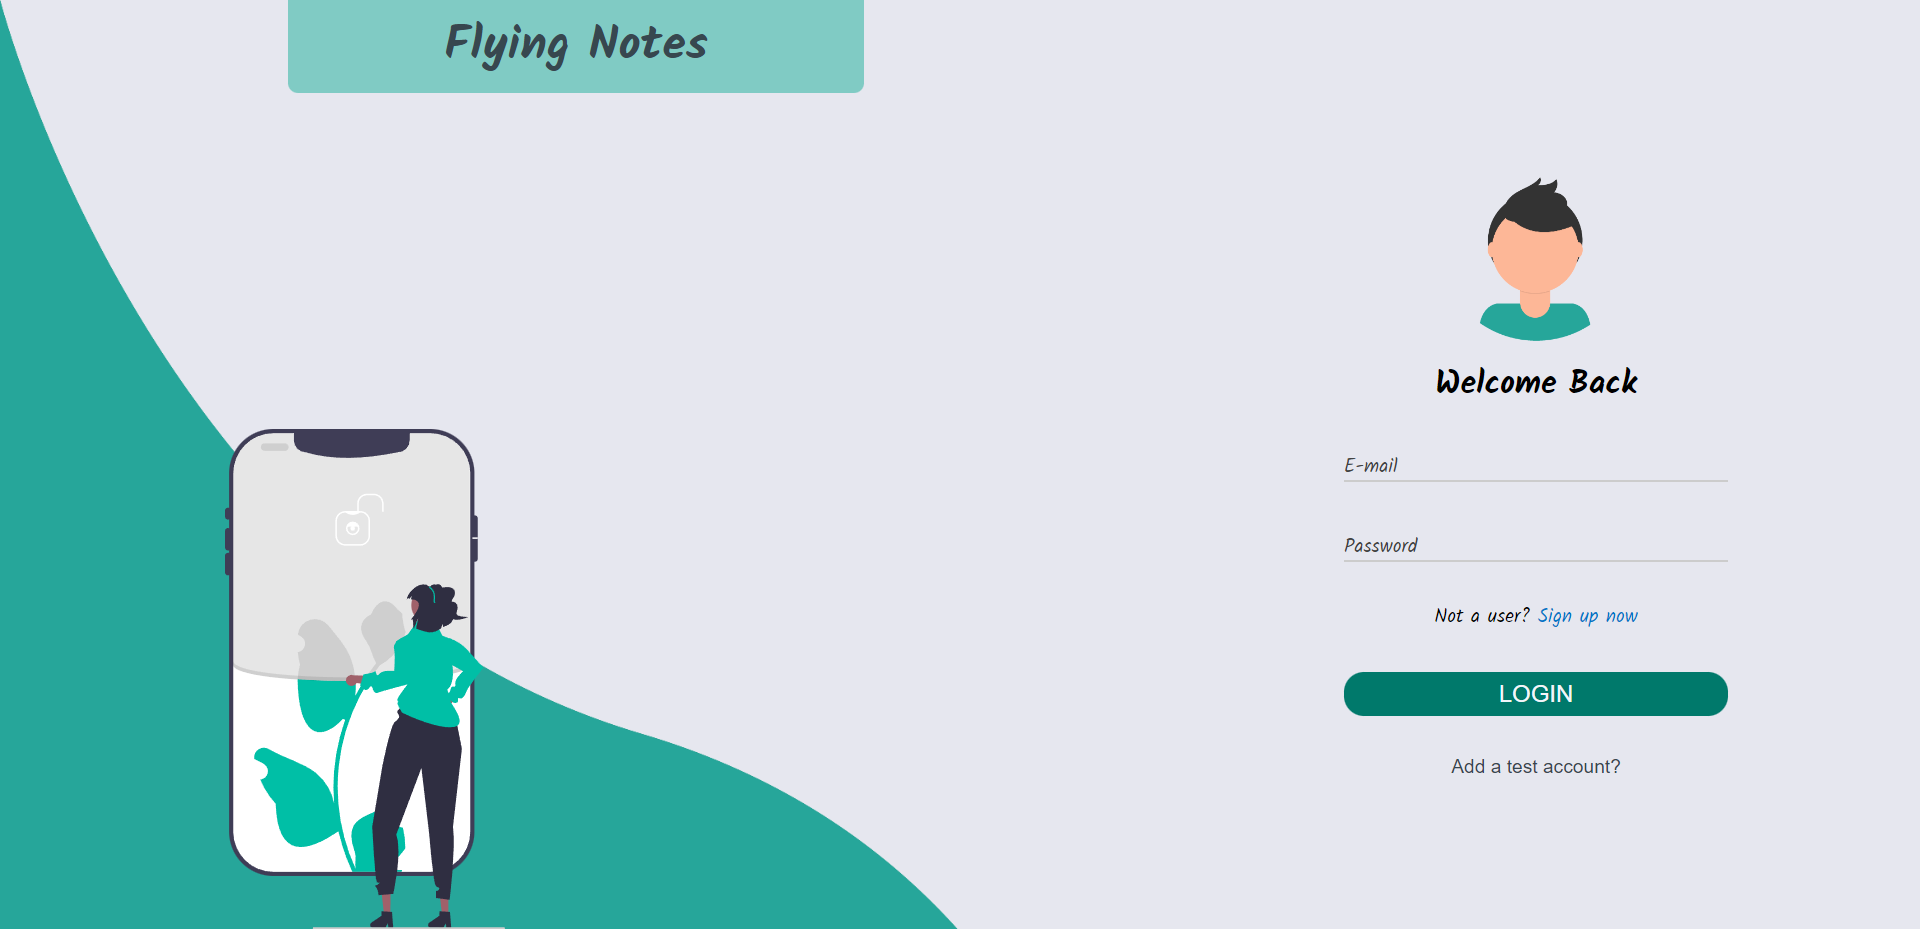 Flying Notes
Welcome Back
E-mail
Password
Not a user? Sign up now
LOGIN
Add a test account?